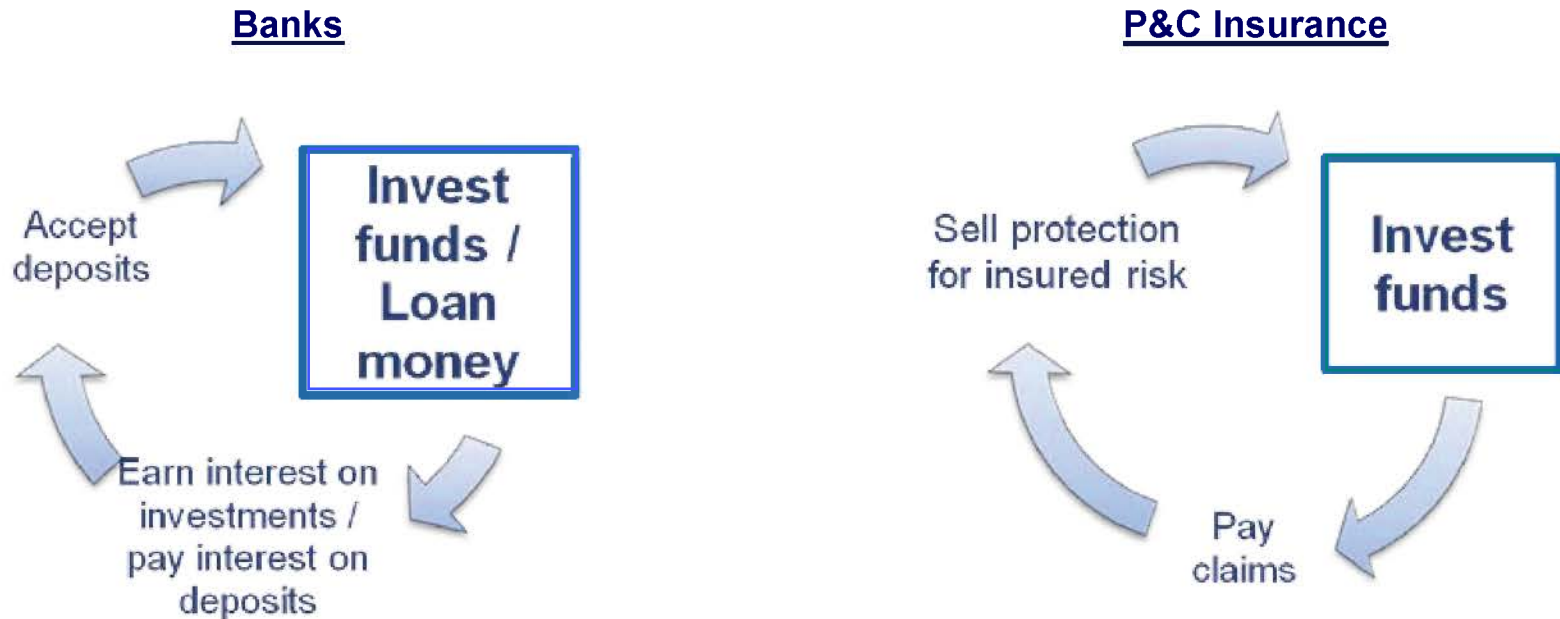 Banks
Accept
deposits
Invest
funds /
Loan
money
Earn interest on
investments /
pay interest on
deposits
P&C Insurance
Sell protection
for insured risk
Invest
funds
Pay
claims